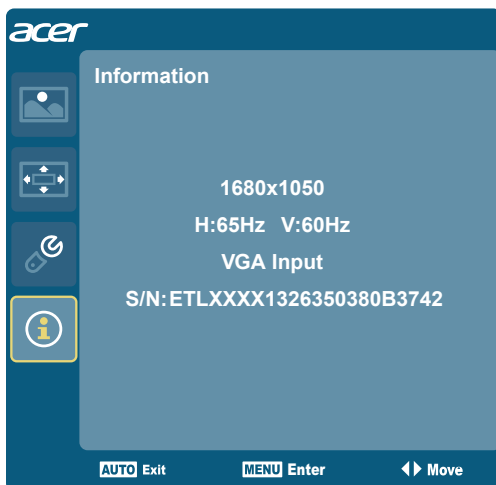 acer
Information
1680x1050
H:65Hz V:60Hz
VGA Input
S/N:ETLXXXX1326350380B3742
AUTO Exit MENU Enter Move